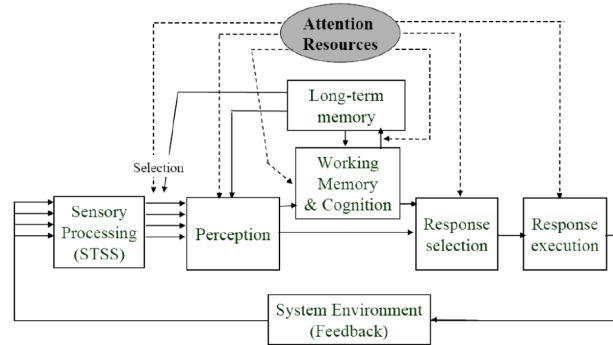 Attention
Resources
Long-term
memory
Selection
Working
Memory
& Cognition
Sensory
Processing
(STSS)
Perception
Response
selection
Response
execution
System Environment
(Feedback)